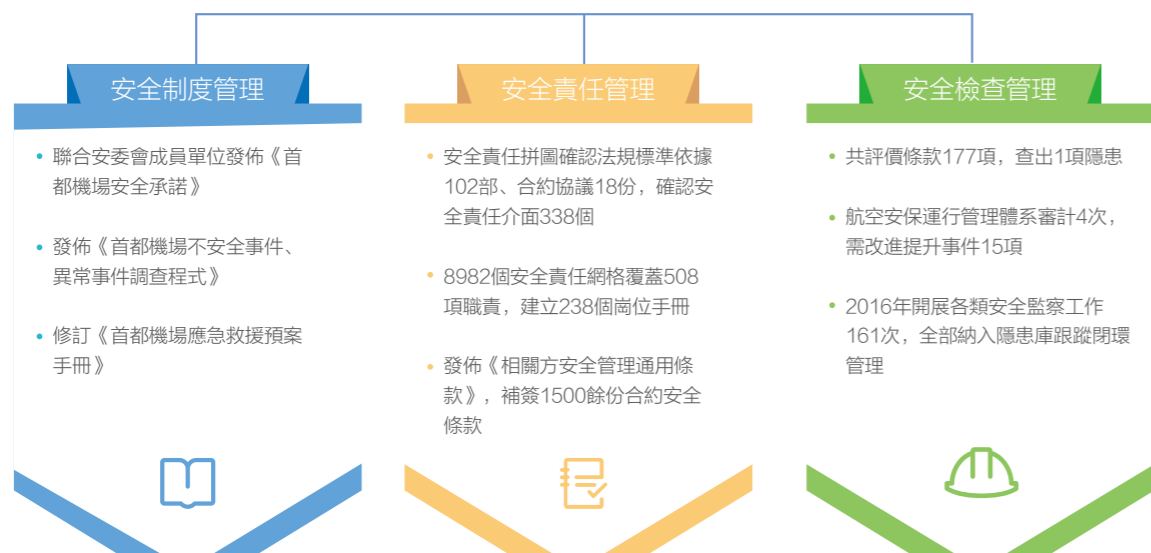 安全制度管理
聯合安委會成員單位發佈《首
都機場安全承諾》
發佈《首都機場不安全事件、
異常事件調查程式》
修訂《首都機場應急救援預案
手冊》
安全責任管理
安全責任拼圖確認法規標準依據
102部、合約協議18份，確認安
全責任介面338個
8982個安全責任網格覆蓋508
項職責，建立238個崗位手冊
發佈《相關方安全管理通用條
款》，補簽1500餘份合約安全
條款
安全檢查管理
共評價條款177項，查出1項隱患
航空安保運行管理體系審計4次，
需改進提升事件15項
2016年開展各類安全監察工作
161次，全部納入隱患庫跟蹤閉環
管理